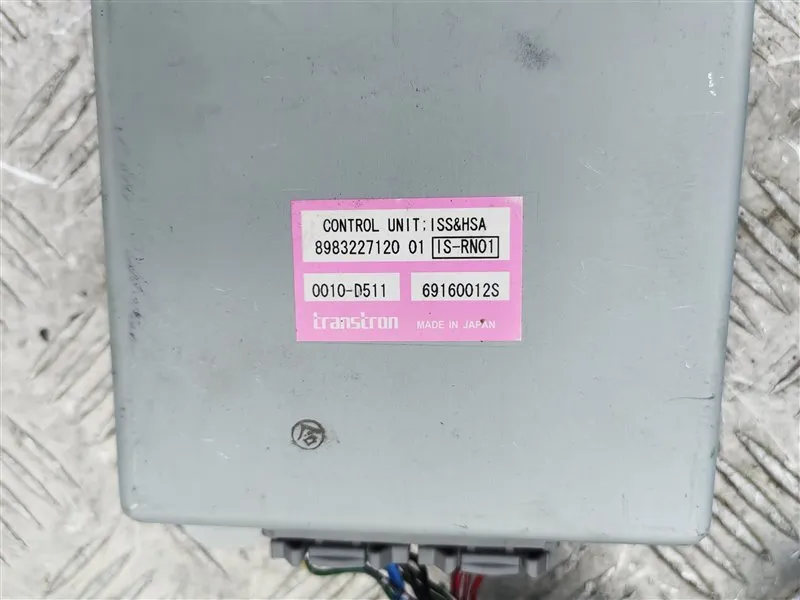 CONTROL UNIT;ISS&HSA
8983227120 01 IS-RN01
0010-D511 69160012S
transtron MADE IN JAPAN